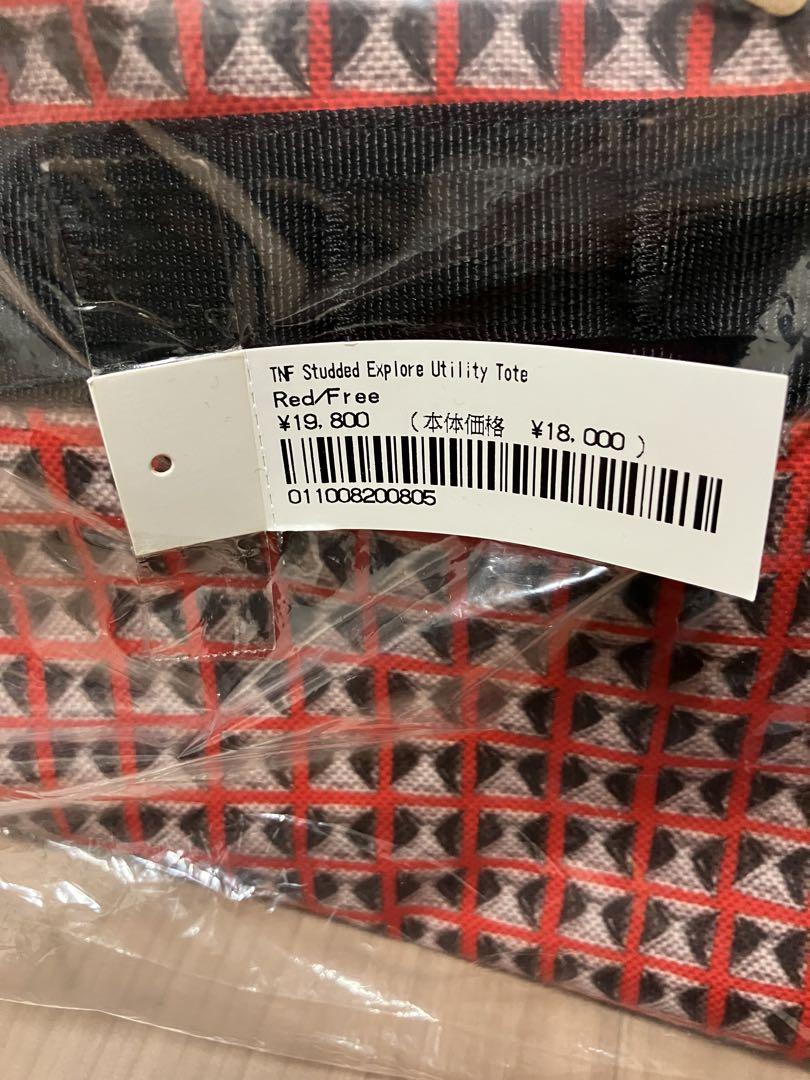 TNF Studded Explore Utility Tote
Red/Free
¥19,800 (本体価格 ¥18,000)
011008200805